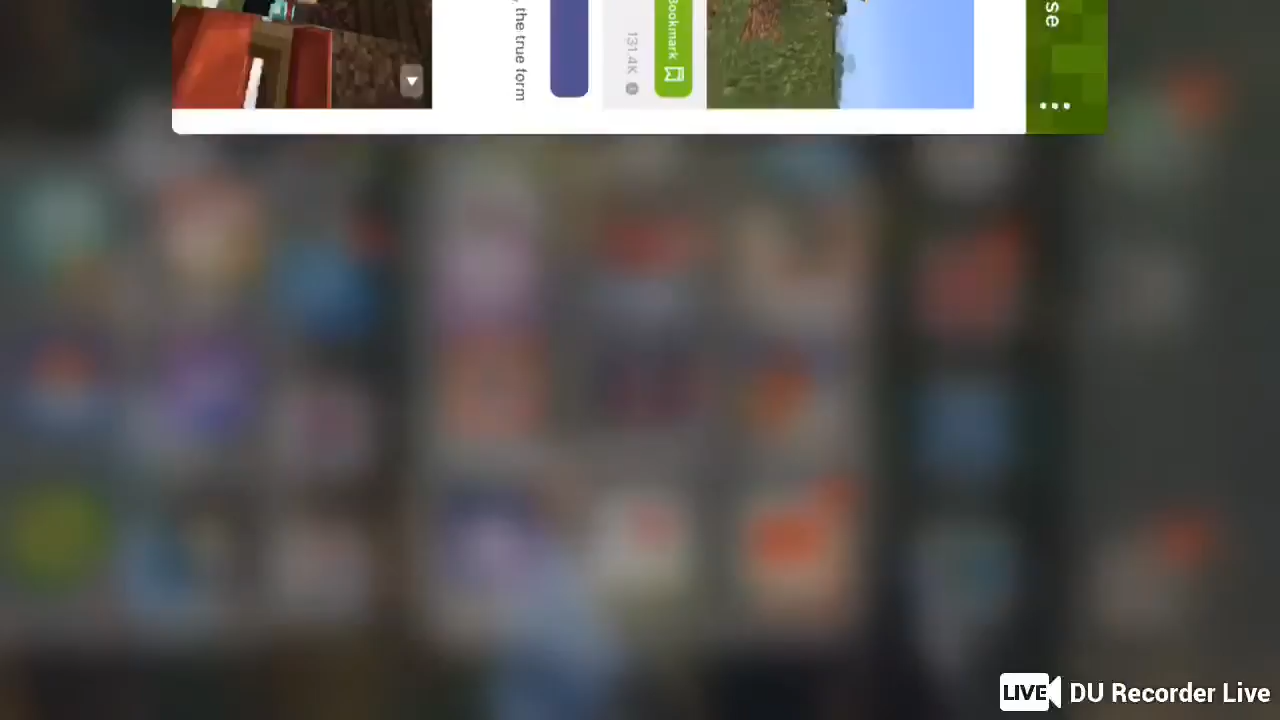 se
Bookmark
131.4K
the true form
LIVE
DU Recorder Live